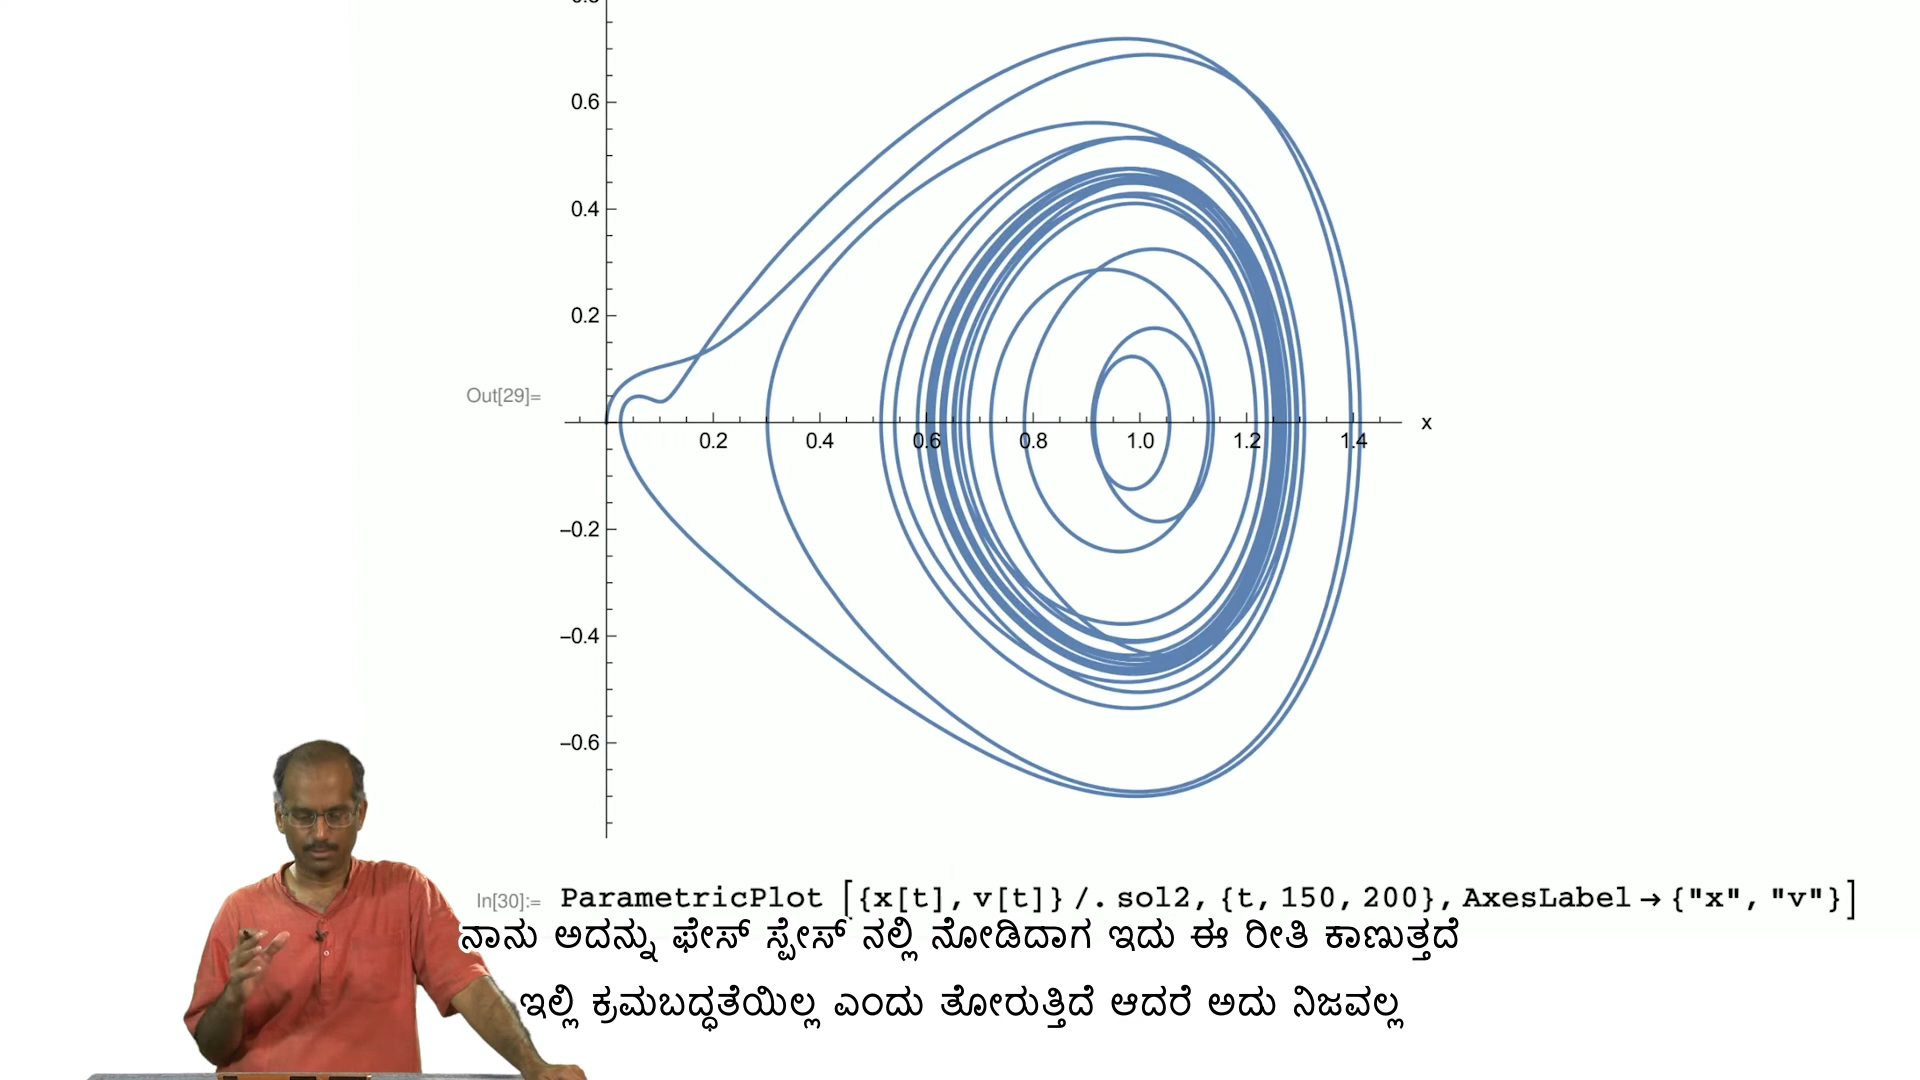 0.6
0.4
0.2
Out[29]=
0.2 0.4 0.6 0.8 1.0 1.2 1.4 x
−0.2
−0.4
−0.6
In[30]:= ParametricPlot [{x[t], v[t]} /. sol2, {t, 150, 200}, AxesLabel → {"x", "v"}]
ನಾನು ಅದನ್ನು ಫೇಸ್ ಸ್ಪೇಸ್ ನಲ್ಲಿ ನೋಡಿದಾಗ ಇದು ಈ ರೀತಿ ಕಾಣುತ್ತದೆ
ಇಲ್ಲಿ ಕ್ರಮಬದ್ಧತೆಯಿಲ್ಲ ಎಂದು ತೋರುತ್ತಿದೆ ಆದರೆ ಅದು ನಿಜವಲ್ಲ